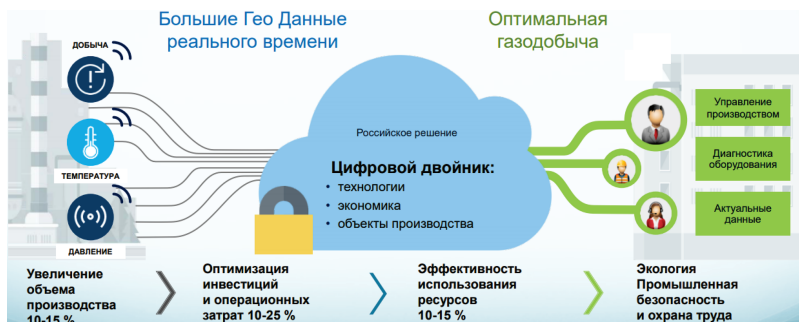 Большие Гео Данные
реального времени
Оптимальная
газодобыча
ДОБЫЧА
ТЕМПЕРАТУРА
ДАВЛЕНИЕ
Российское решение
Цифровой двойник:
• технологии
• экономика
• объекты производства
Управление
производством
Диагностика
оборудования
Актуальные
данные
Увеличение
объема
производства
10-15 %
Оптимизация
инвестиций
и операционных
затрат 10-25 %
Эффективность
использования
ресурсов
10-15 %
Экология
Промышленная
безопасность
и охрана труда